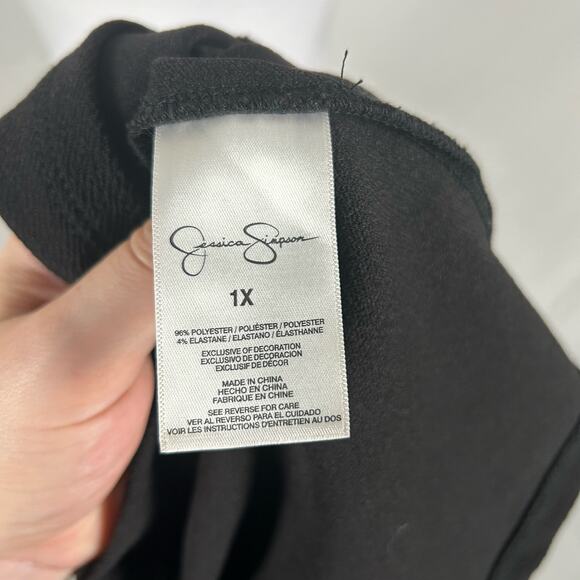 Jessica Simpson
1X
96% POLYESTER / POLIÉSTER / POLYESTER
4% ELASTANE / ELASTANO / ÉLASTHANNE
EXCLUSIVE OF DECORATION
EXCLUSIVO DE DECORACION
EXCLUSIF DE DÉCOR
MADE IN CHINA
HECHO EN CHINA
FABRIQUE EN CHINE
SEE REVERSE FOR CARE
VER AL REVERSO PARA EL CUIDADO
VOIR LES INSTRUCTIONS D'ENTRETIEN AU DOS